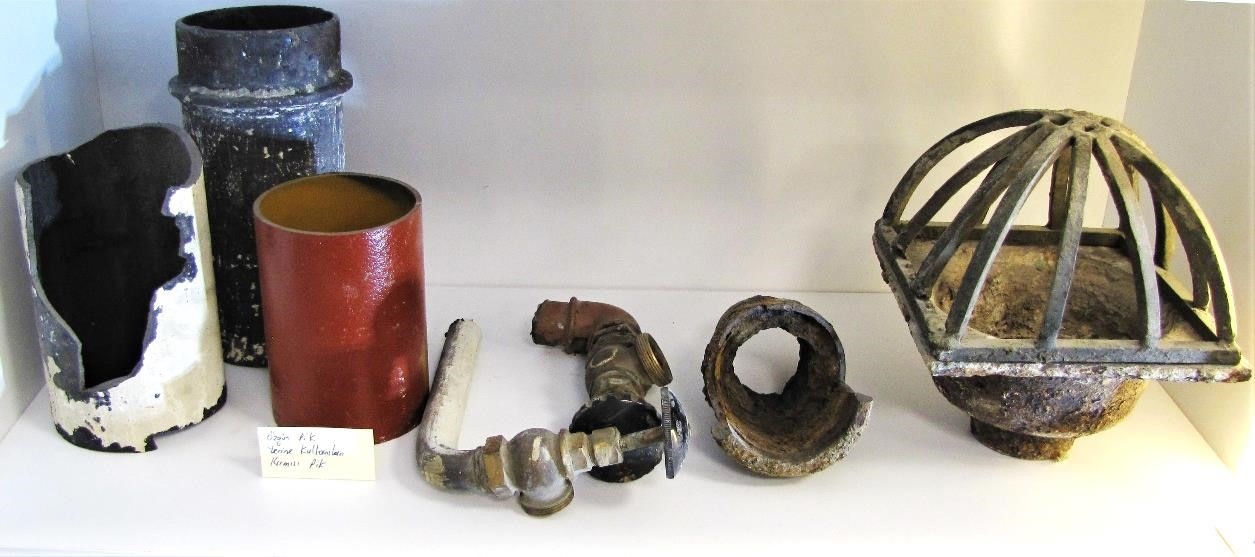 özgün Pik
Yerine Kullanılan
Kırmızı Pik